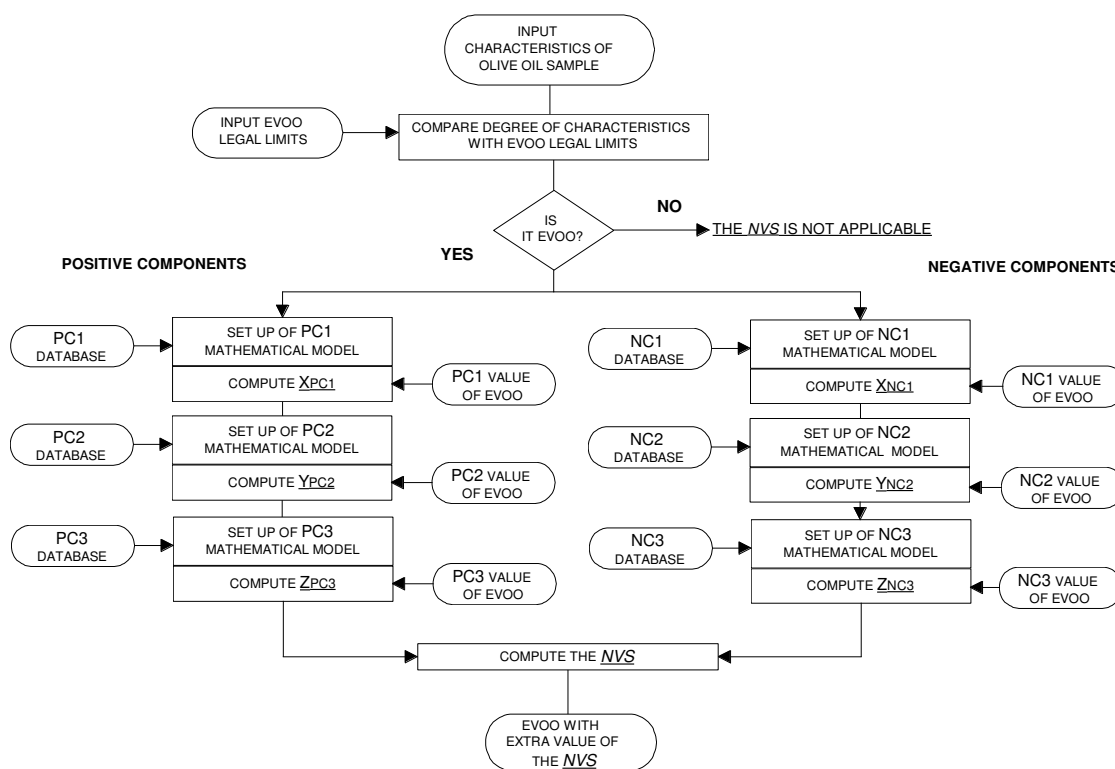 INPUT
CHARACTERISTICS OF
OLIVE OIL SAMPLE
INPUT EVOO
LEGAL LIMITS
COMPARE DEGREE OF CHARACTERISTICS
WITH EVOO LEGAL LIMITS
IS
IT EVOO?
NO
THE NVS IS NOT APPLICABLE
YES
POSITIVE COMPONENTS
NEGATIVE COMPONENTS
PC1
DATABASE
SET UP OF PC1
MATHEMATICAL MODEL
COMPUTE XPC1
PC1 VALUE
OF EVOO
PC2
DATABASE
SET UP OF PC2
MATHEMATICAL MODEL
COMPUTE YPC2
PC2 VALUE
OF EVOO
PC3
DATABASE
SET UP OF PC3
MATHEMATICAL MODEL
COMPUTE ZPC3
PC3 VALUE
OF EVOO
NC1
DATABASE
SET UP OF NC1
MATHEMATICAL MODEL
COMPUTE XNC1
NC1 VALUE
OF EVOO
NC2
DATABASE
SET UP OF NC2
MATHEMATICAL MODEL
COMPUTE YNC2
NC2 VALUE
OF EVOO
NC3
DATABASE
SET UP OF NC3
MATHEMATICAL MODEL
COMPUTE ZNC3
NC3 VALUE
OF EVOO
COMPUTE THE NVS
EVOO WITH
EXTRA VALUE OF
THE NVS